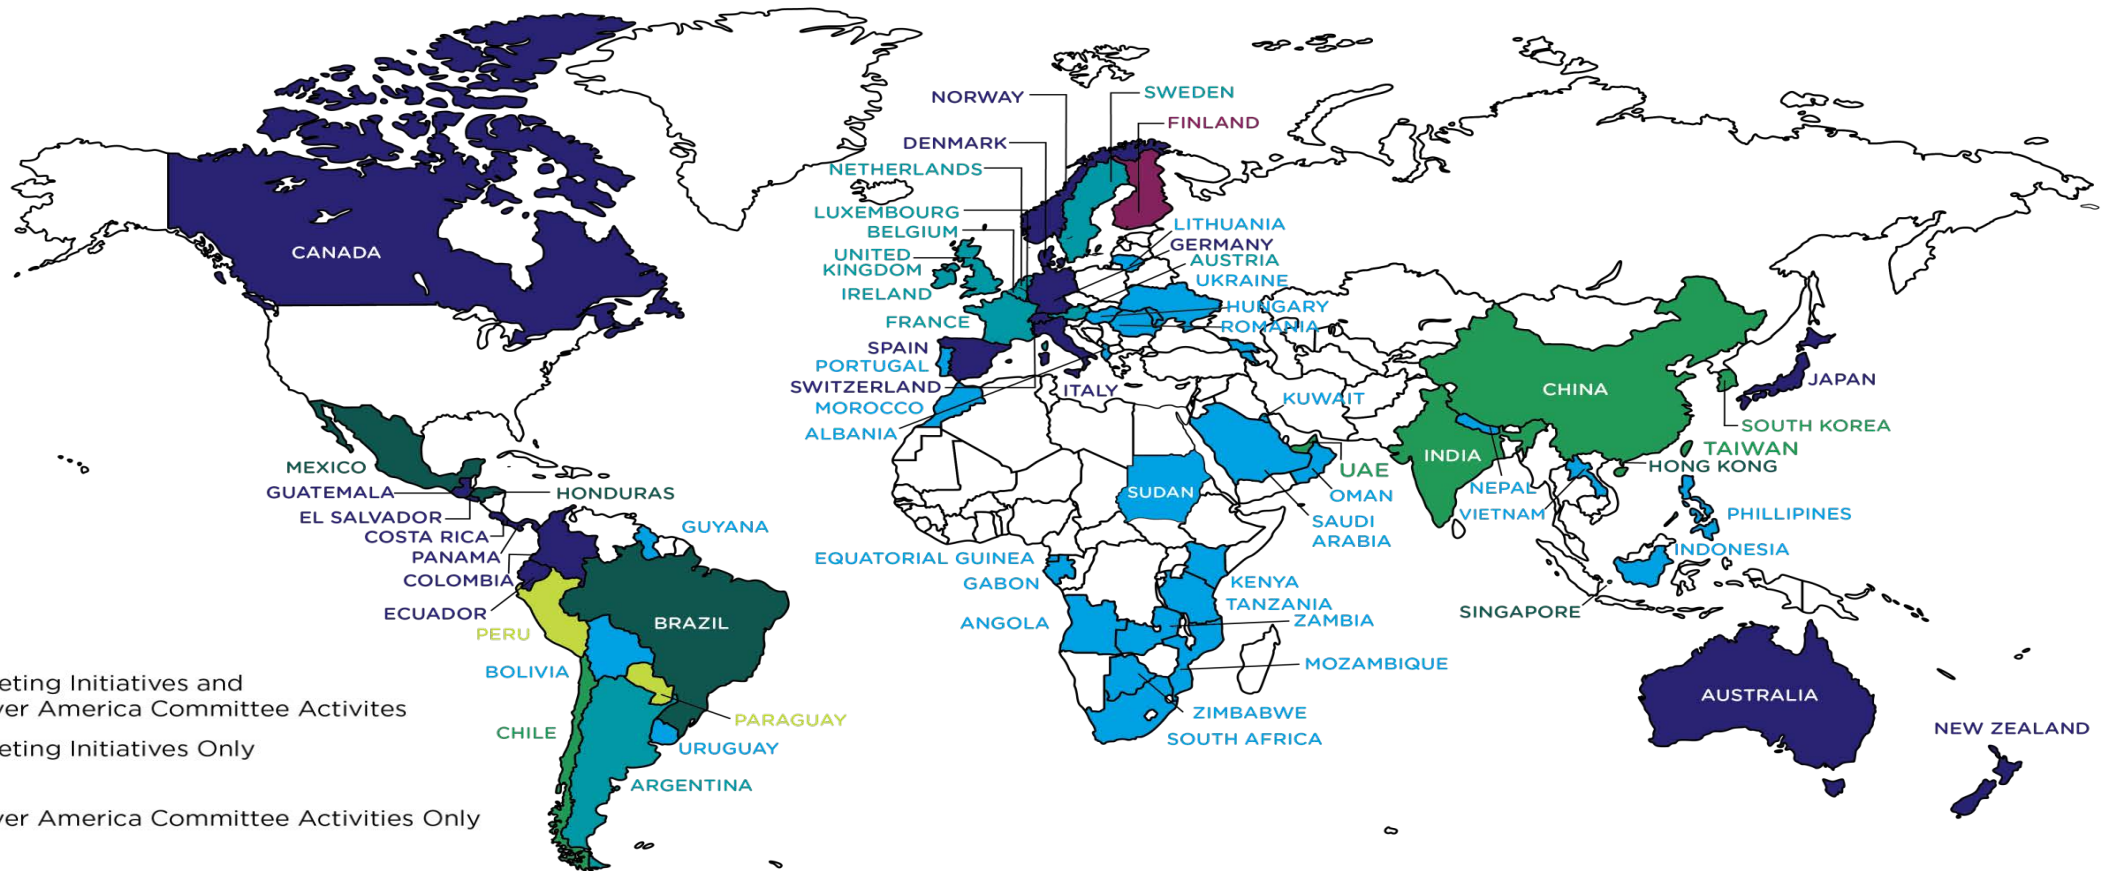 NORWAY
SWEDEN
FINLAND
DENMARK
NETHERLANDS
LUXEMBOURG
BELGIUM
UNITED
KINGDOM
IRELAND
FRANCE
SPAIN
PORTUGAL
SWITZERLAND
MOROCCO
ALBANIA
ITALY
LITHUANIA
GERMANY
AUSTRIA
UKRAINE
HUNGARY
ROMANIA
CANADA
MEXICO
GUATEMALA
HONDURAS
EL SALVADOR
COSTA RICA
PANAMA
COLOMBIA
ECUADOR
GUYANA
PERU
BRAZIL
BOLIVIA
PARAGUAY
CHILE
URUGUAY
ARGENTINA
KUWAIT
UAE
OMAN
SAUDI
ARABIA
SUDAN
EQUATORIAL GUINEA
GABON
KENYA
TANZANIA
ANGOLA
ZAMBIA
MOZAMBIQUE
ZIMBABWE
SOUTH AFRICA
CHINA
JAPAN
SOUTH KOREA
TAIWAN
HONG KONG
INDIA
NEPAL
VIETNAM
PHILLIPINES
INDONESIA
SINGAPORE
AUSTRALIA
NEW ZEALAND
eting Initiatives and
ver America Committee Activites
eting Initiatives Only
ver America Committee Activities Only